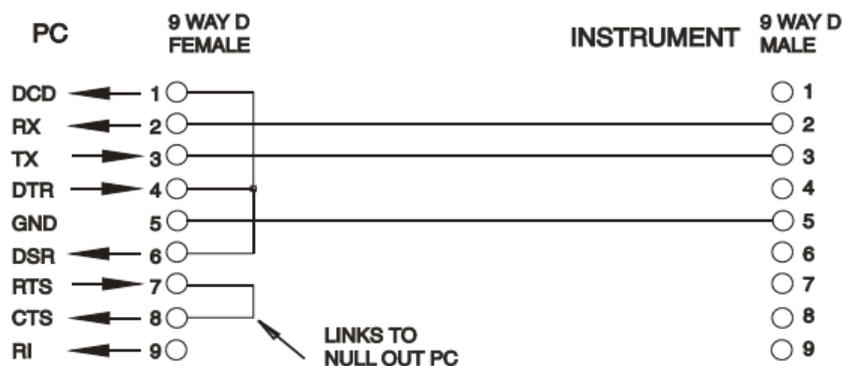 PC
9 WAY D
FEMALE
INSTRUMENT
9 WAY D
MALE
DCD 1 1
RX 2 2
TX 3 3
DTR 4 4
GND 5 5
DSR 6 6
RTS 7 7
CTS 8 8
RI 9 9
LINKS TO
NULL OUT PC